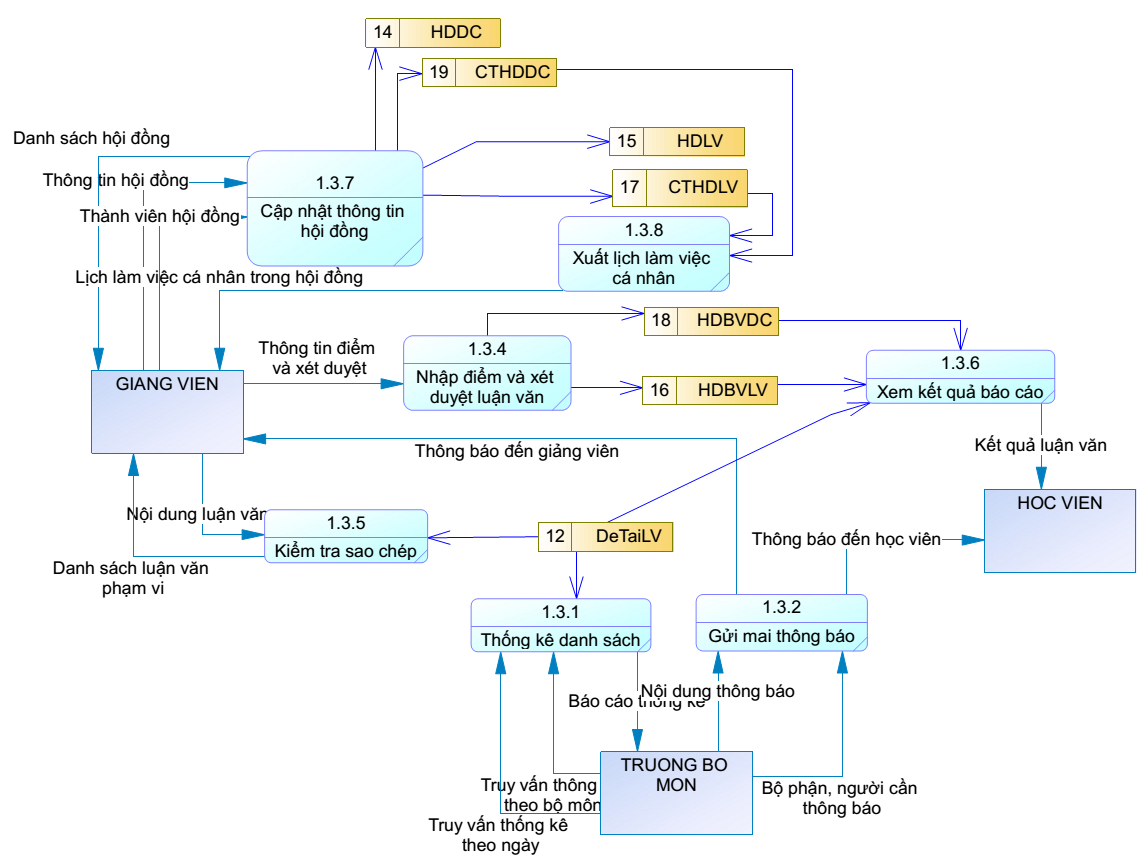 14 HDDC
19 CTHDDC
Danh sách hội đồng
15 HDLV
Thông tin hội đồng
1.3.7
17 CTHDLV
Thành viên hội đồng
Cập nhật thông tin
hội đồng
1.3.8
Xuất lịch làm việc
cá nhân
Lịch làm việc cá nhân trong hội đồng
18 HDBVDC
Thông tin điểm
và xét duyệt
1.3.4
Nhập điểm và xét
duyệt luận văn
1.3.6
Xem kết quả báo cáo
GIANG VIEN
16 HDBVLV
Thông báo đến giảng viên
Kết quả luận văn
HOC VIEN
Nội dung luận văn
1.3.5
Kiểm tra sao chép
12 DeTaiLV
Thông báo đến học viên
Danh sách luận văn
phạm vi
1.3.1
Thống kê danh sách
1.3.2
Gửi mai thông báo
Nội dung thông báo
Báo cáo thống kê
TRUONG BO
MON
Truy vấn thông
theo bộ môn
Bộ phận, người cần
thông báo
Truy vấn thống kê
theo ngày